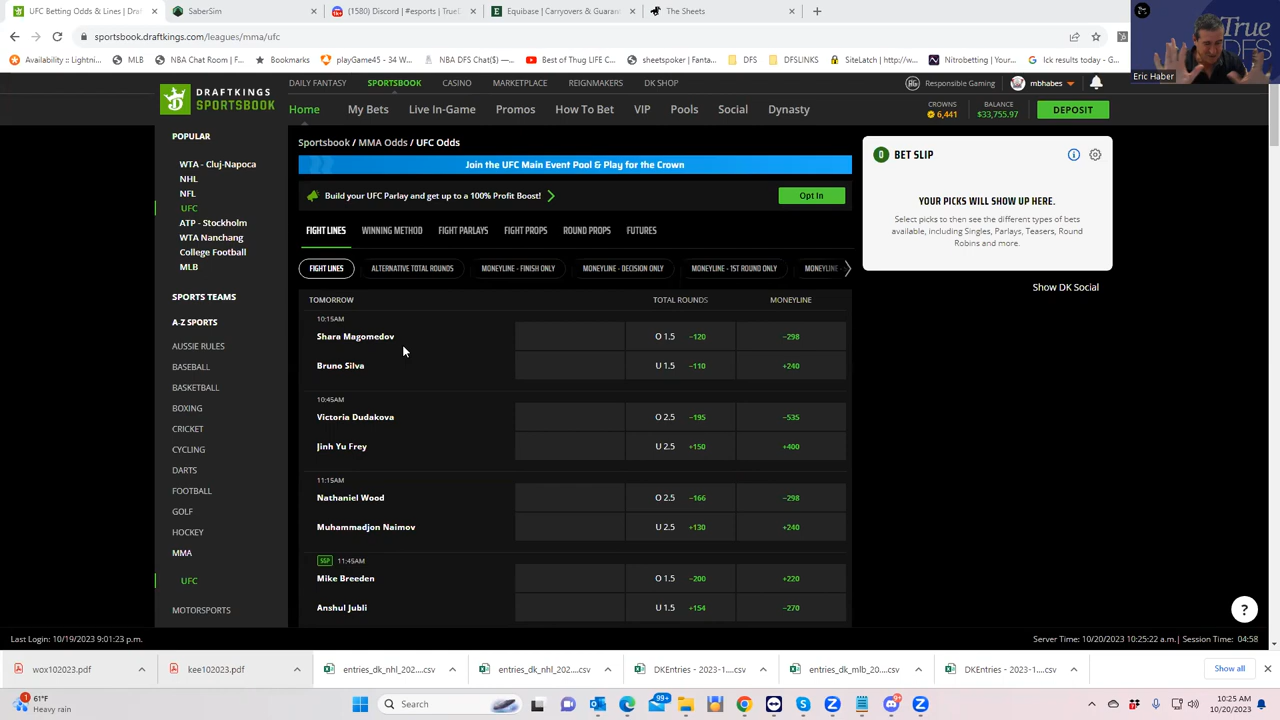 UFC Betting Odds & Lines | Draft
SaberSim
(1580) Discord | #esports | TrueD
Equibase | Carryovers & Guaran
The Sheets
sportsbook.draftkings.com/leagues/mma/ufc
Availability :: Lightni...
MLB
NBA Chat Room(S)
Bookmarks
playGame45 - 34 W...
NBA DFS Chat($)
Best of Thug LIFE C...
sheetspoker | Fanta...
DFS
DFSLINKS
SiteLatch | http://w...
Nitrobetting | You...
Ick results today - G...
True
DFS
Eric Haber
DRAFTKINGS
SPORTSBOOK
DAILY FANTASY
SPORTSBOOK
CASINO
MARKETPLACE
REIGNMAKERS
DK SHOP
Responsible Gaming
mbhabes
Home
My Bets
Live In-Game
Promos
How To Bet
VIP
Pools
Social
Dynasty
CROWNS
6,441
BALANCE
$33,755.97
DEPOSIT
POPULAR
WTA - Cluj-Napoca
NHL
NFL
UFC
ATP - Stockholm
WTA Nanchang
College Football
MLB
SPORTS TEAMS
A-Z SPORTS
AUSSIE RULES
BASEBALL
BASKETBALL
BOXING
CRICKET
CYCLING
DARTS
FOOTBALL
GOLF
HOCKEY
MMA
UFC
MOTORSPORTS
Sportsbook / MMA Odds / UFC Odds
Join the UFC Main Event Pool & Play for the Crown
Build your UFC Parlay and get up to a 100% Profit Boost!
Opt In
FIGHT LINES
WINNING METHOD
FIGHT PARLAYS
FIGHT PROPS
ROUND PROPS
FUTURES
FIGHT LINES
ALTERNATIVE TOTAL ROUNDS
MONEYLINE - FINISH ONLY
MONEYLINE - DECISION ONLY
MONEYLINE - 1ST ROUND ONLY
MONEYLINE -
TOMORROW
TOTAL ROUNDS
MONEYLINE
10:15AM
Shara Magomedov
O 1.5 −120
−298
Bruno Silva
U 1.5 −110
+240
10:45AM
Victoria Dudakova
O 2.5 −195
−535
Jinh Yu Frey
U 2.5 +150
+400
11:15AM
Nathaniel Wood
O 2.5 −166
−298
Muhammadjon Naimov
U 2.5 +130
+240
SGP 11:45AM
Mike Breeden
O 1.5 −200
+220
Anshul Jubli
U 1.5 +154
−270
0 BET SLIP
YOUR PICKS WILL SHOW UP HERE.
Select picks to then see the different types of bets
available, including Singles, Parlays, Teasers, Round
Robins and more.
Show DK Social
?
Last Login: 10/19/2023 9:01:23 p.m.
Server Time: 10/20/2023 10:25:22 a.m.| Session Time: 04:58
wox102023.pdf
kee102023.pdf
entries_dk_nhl_202....csv
entries_dk_nhl_202....csv
DKEntries - 2023-1....csv
entries_dk_mlb_20....csv
DKEntries - 2023-1....csv
Show all
1
61°F
Heavy rain
Search
99+
10:25 AM
10/20/2023